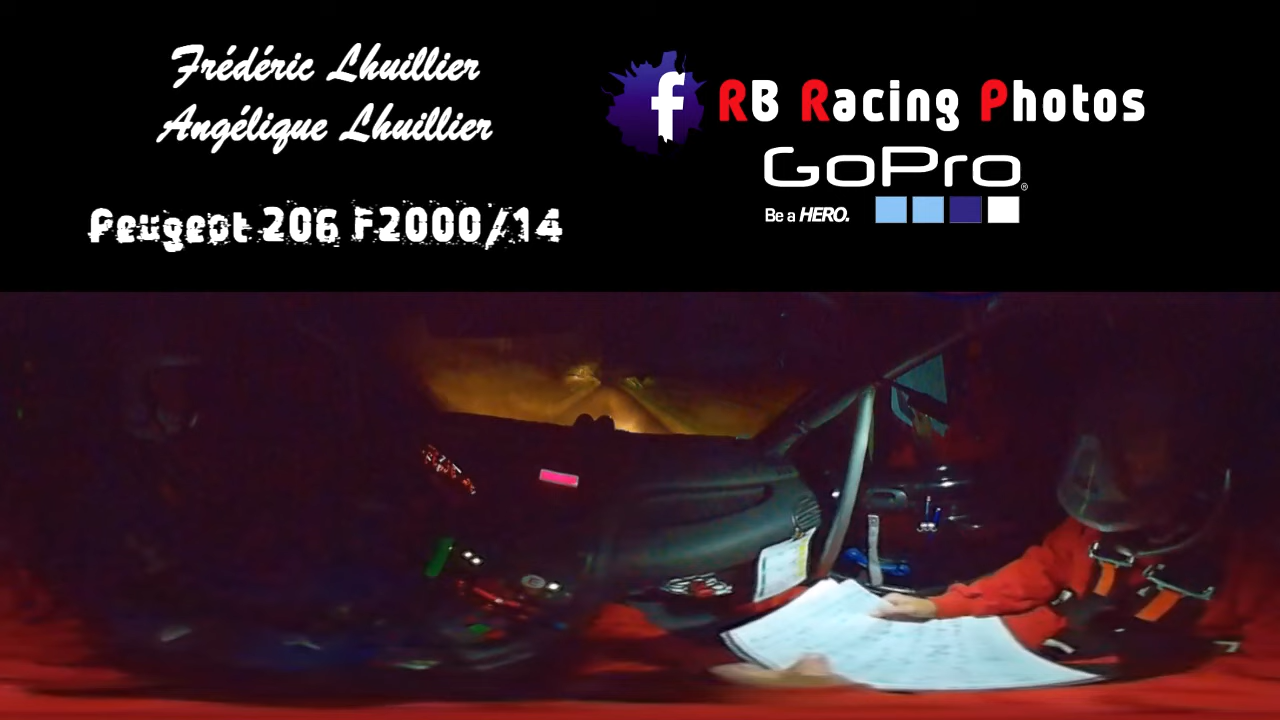 Frédéric Lhuillier
Angélique Lhuillier
Peugeot 206 F2000/14
f RB Racing Photos
GoPro®
Be a HERO.